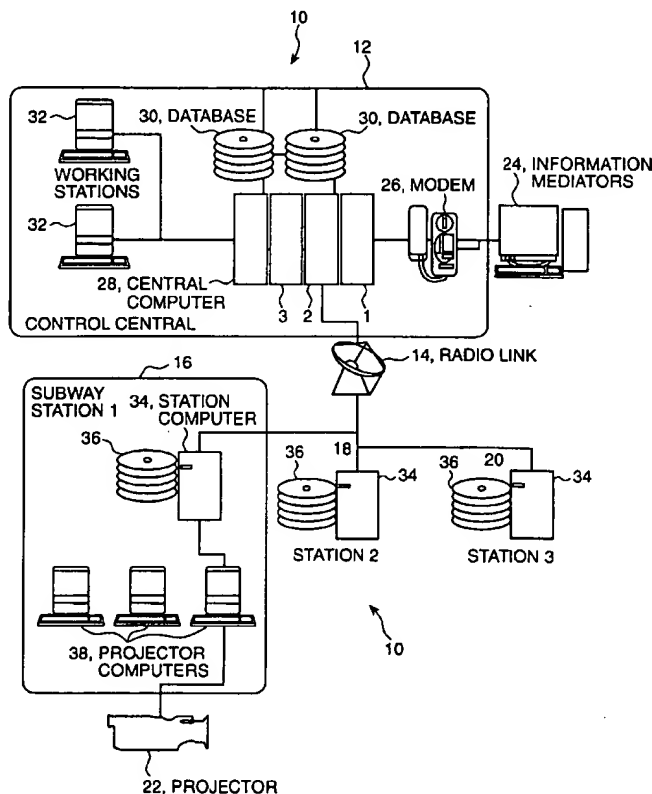 10
12
32
30, DATABASE
30, DATABASE
24, INFORMATION
MEDIATORS
26, MODEM
WORKING
STATIONS
32
28, CENTRAL
COMPUTER
3
2
1
CONTROL CENTRAL
14, RADIO LINK
16
SUBWAY
STATION 1
34, STATION
COMPUTER
36
18
36
34
STATION 2
20
36
34
STATION 3
38, PROJECTOR
COMPUTERS
10
22, PROJECTOR